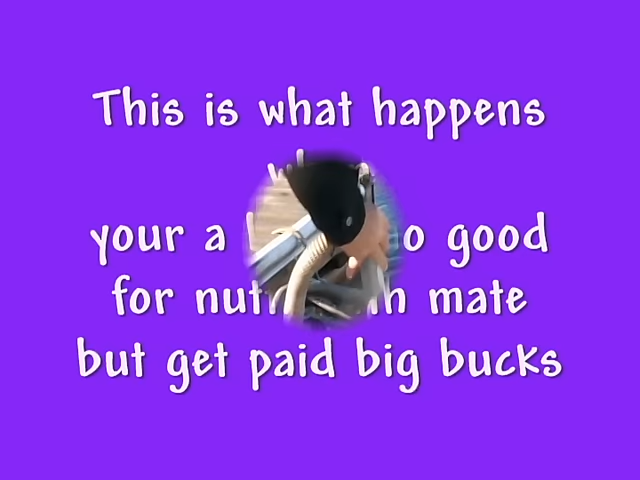 This is what happens
your a o good
for nut mate
but get paid big bucks